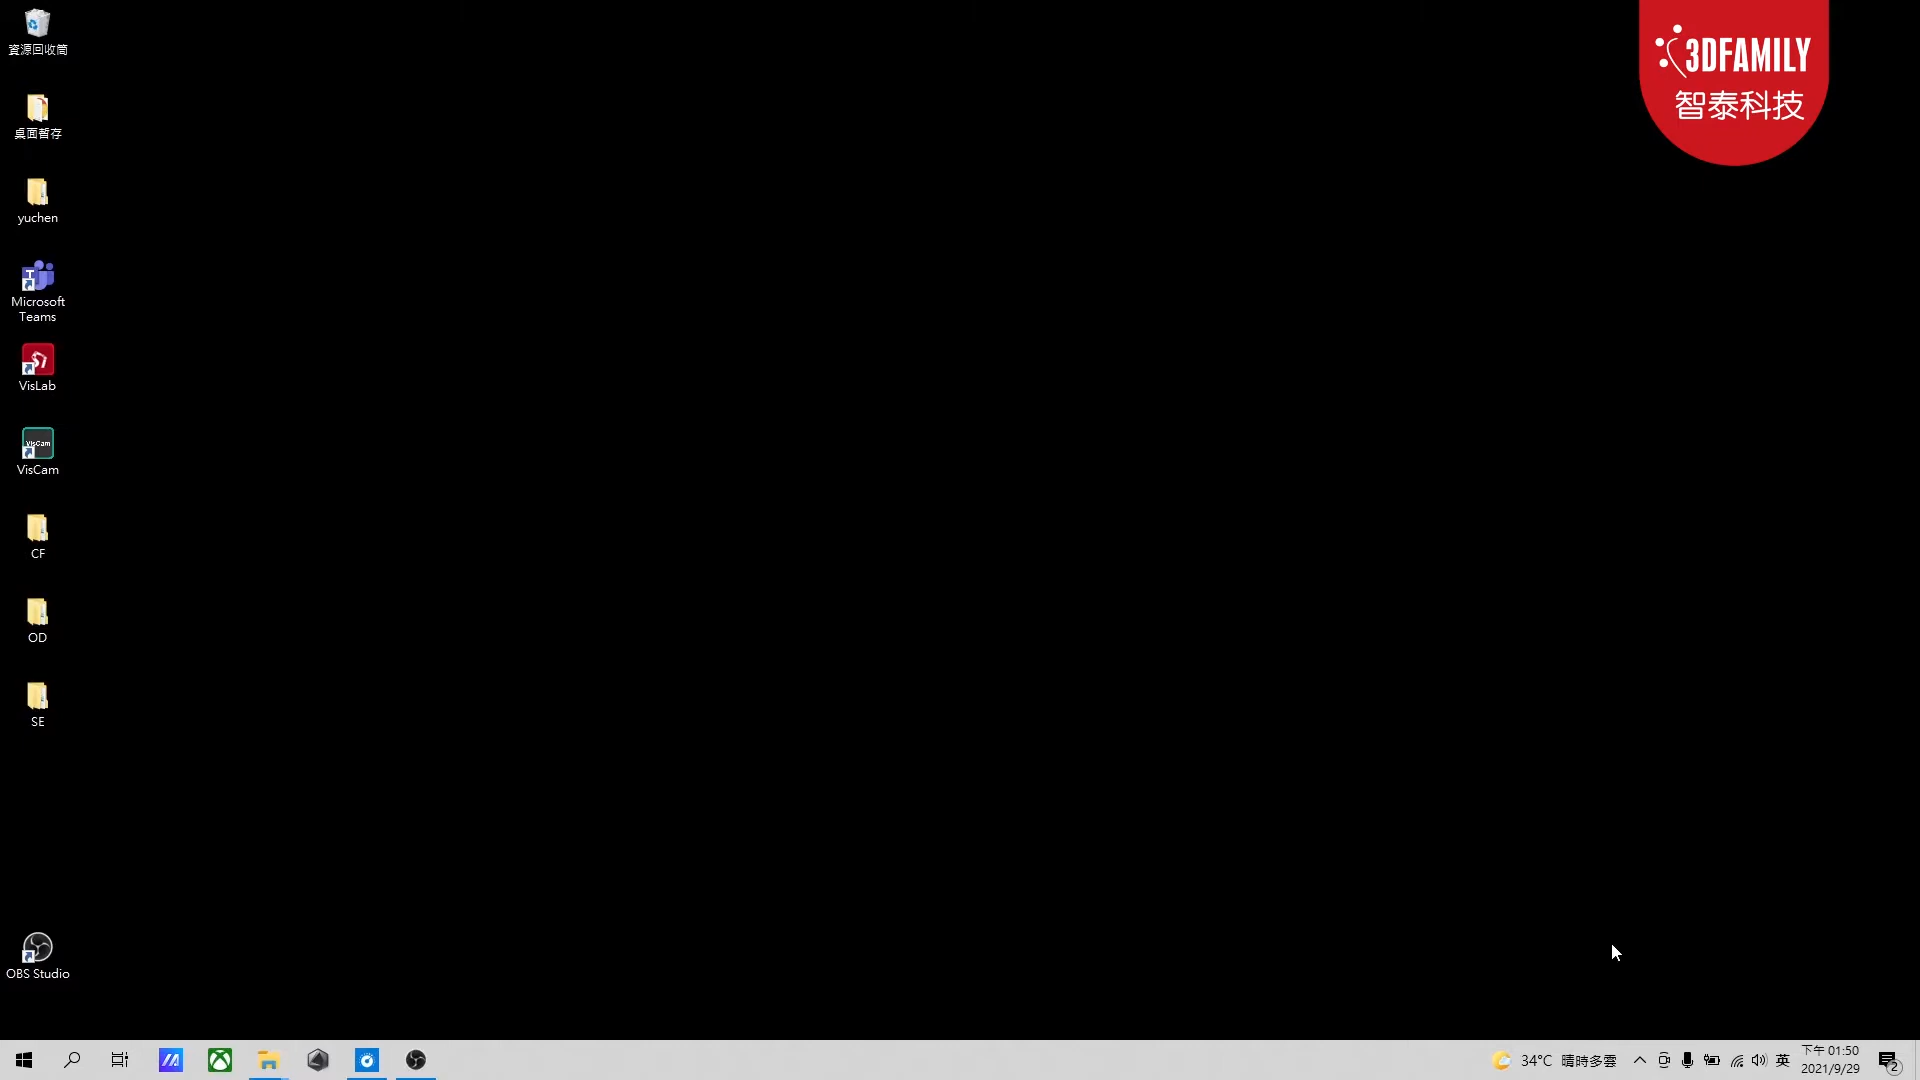 資源回收筒
桌面暫存
yuchen
Microsoft
Teams
VisLab
VisCam
CF
OD
SE
OBS Studio
3DFAMILY
智泰科技
34°C 晴時多雲
英
下午 01:50
2021/9/29
2